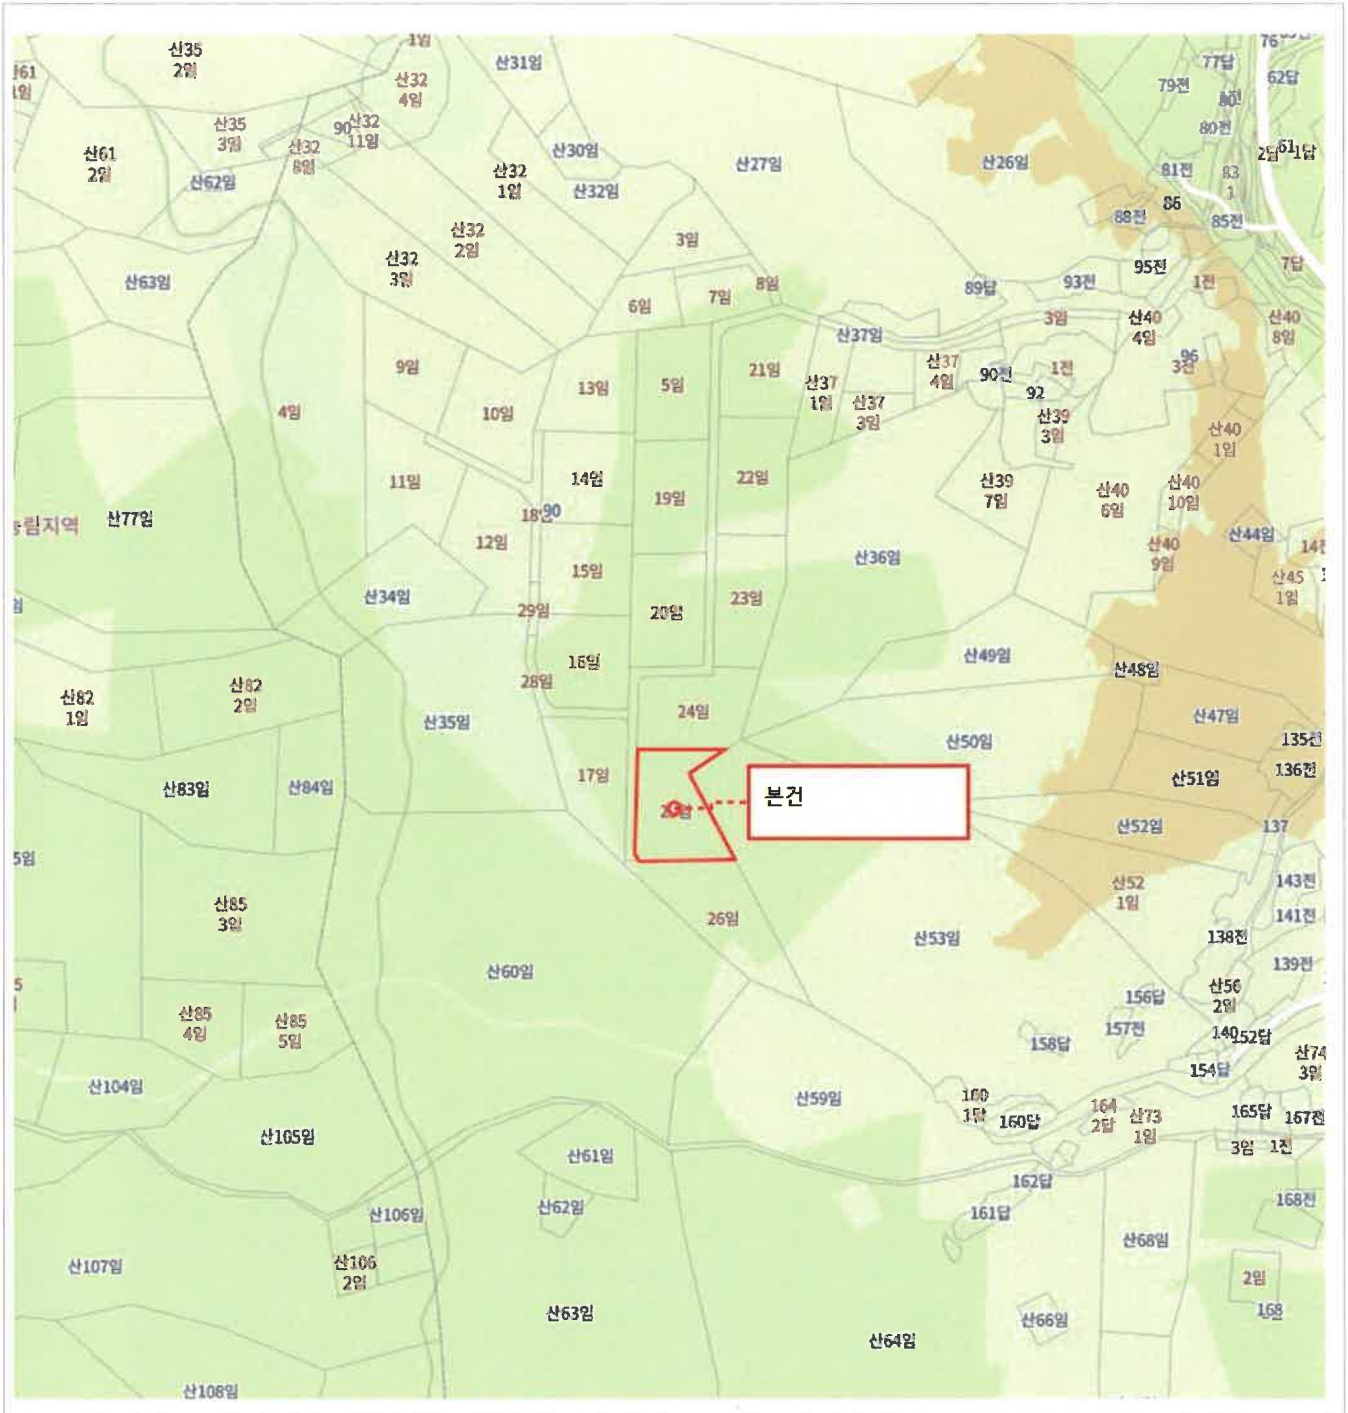 산35
2임
1임
산32
4임
산31임
76
77답
79전
62답
80전
산35
3임
산32
11임
90
산32
8임
산61
2임
산62임
산30임
산32
1임
산32임
산27임
산26임
81전
83
1
86
88전
85전
1답
산32
2임
산32
3임
3임
산63임
6임
7임
8임
89답
93전
95전
1전
7답
3임
산40
4임
산40
8임
산37임
9임
10임
13임
5임
21임
산37
1임
산37
3임
산37
4임
90전
92
1전
96
3전
산39
3임
4임
산40
1임
11임
14임
19임
22임
산39
7임
산40
6임
산40
10임
농림지역
산77임
90
12임
15임
산36임
산40
9임
산44임
산45
1임
산34임
29임
20임
23임
16임
28임
산49임
산48임
산82
1임
산82
2임
산35임
24임
산50임
산47임
135전
136전
산51임
17임
본건
산83임
산84임
산52임
137
산52
1임
143전
141전
산85
3임
26임
산53임
138전
139전
산60임
산56
2임
156답
157전
158답
산85
4임
산85
5임
140
152답
154답
산74
3임
산104임
산59임
160
1답
160답
164
2답
산73
1임
165답
167전
3임
1전
산105임
산61임
162답
산62임
161답
168전
산106임
산68임
산107임
산106
2임
2임
168
산63임
산66임
산64임
산108임